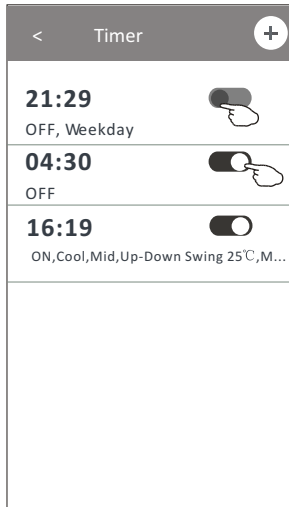 < Timer +
21:29
OFF, Weekday
04:30
OFF
16:19
ON,Cool,Mid,Up-Down Swing 25℃,M...